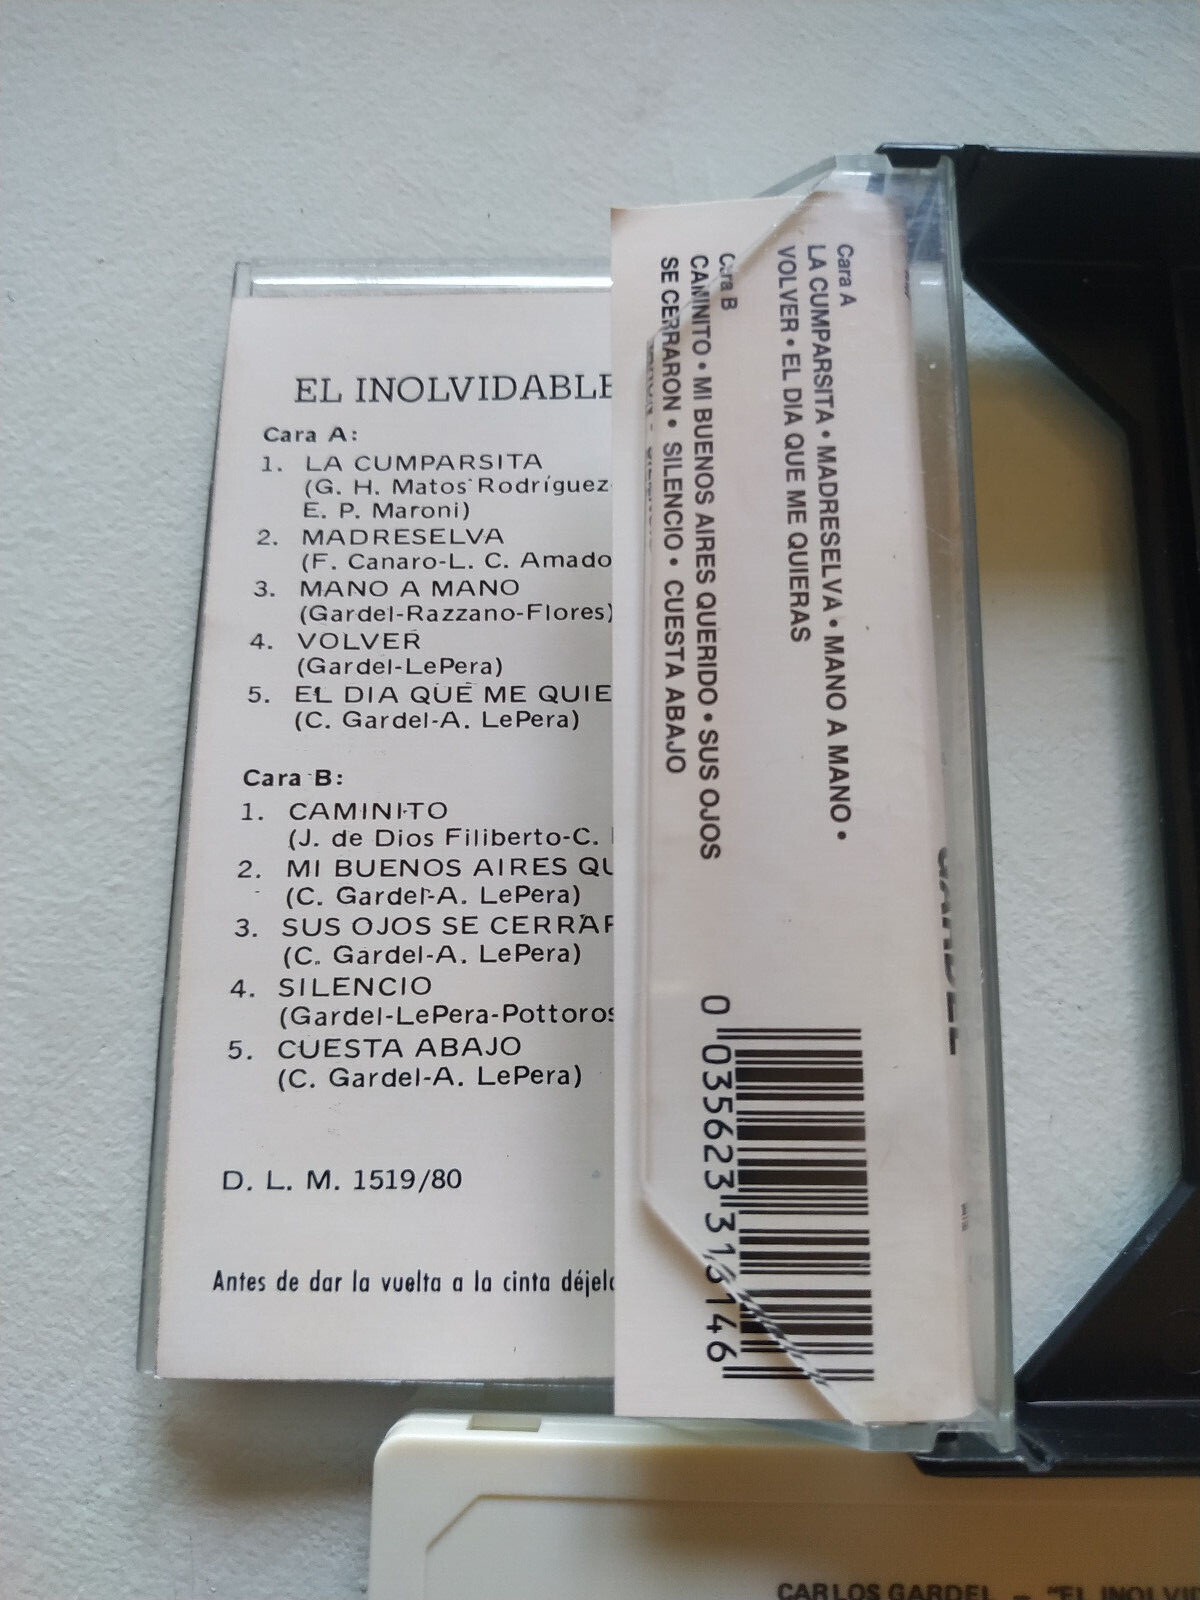 EL INOLVIDABLE
Cara A:
1. LA CUMPARSITA
(G. H. Matos Rodríguez-
E. P. Maroni)
2. MADRESELVA
(F. Canaro-L. C. Amado
3. MANO A MANO
(Gardel-Razzano-Flores)
4. VOLVER
(Gardel-LePera)
5. EL DIA QUE ME QUIE
(C. Gardel-A. LePera)
Cara B:
1. CAMINITO
(J. de Dios Filiberto-C.
2. MI BUENOS AIRES QU
(C. Gardel-A. LePera)
3. SUS OJOS SE CERRAR
(C. Gardel-A. LePera)
4. SILENCIO
(Gardel-LePera-Pottoros
5. CUESTA ABAJO
(C. Gardel-A. LePera)
D. L. M. 1519/80
Antes de dar la vuelta a la cinta déjelo
Cara A
LA CUMPARSITA • MADRESELVA • MANO A MANO •
VOLVER • EL DIA QUE ME QUIERAS
Cara B
CAMINITO • MI BUENOS AIRES QUERIDO • SUS OJOS
SE CERRARON • SILENCIO • CUESTA ABAJO
0 035623 313146
CARLOS GARDEL - "EL INOLVID